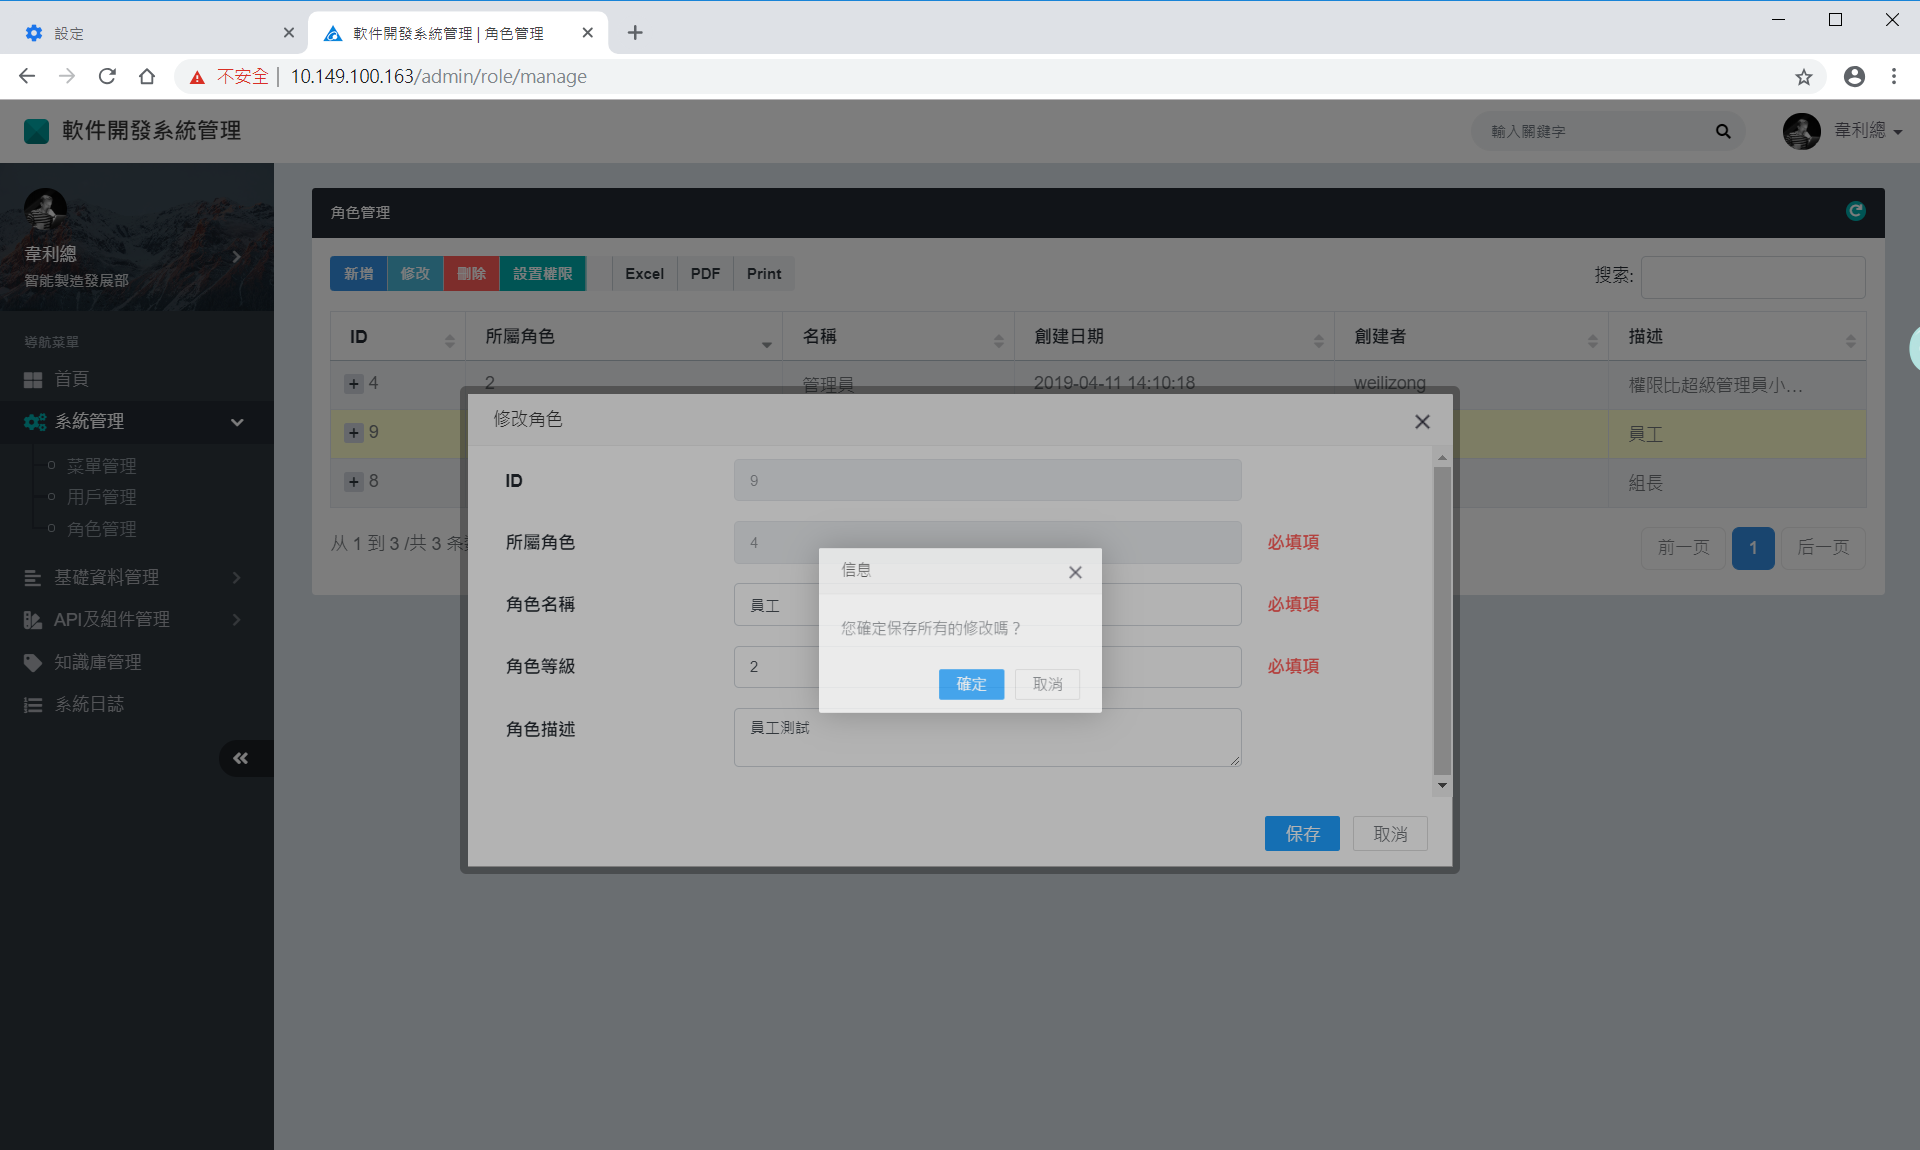 設定
軟件開發系統管理 | 角色管理
不安全 | 10.149.100.163/admin/role/manage
軟件開發系統管理
輸入關鍵字
韋利總
韋利總
智能製造發展部
導航菜單
首頁
系統管理
菜單管理
用戶管理
角色管理
基礎資料管理
API及組件管理
知識庫管理
系統日誌
角色管理
新增 修改 刪除 設置權限 Excel PDF Print
搜索:
ID 所屬角色 名稱 創建日期 創建者 描述
4 2 管理員 2019-04-11 14:10:18 weilizong 權限比超級管理員小...
9 員工
8 組長
从 1 到 3 /共 3 条
前一页 1 后一页
修改角色
ID 9
所屬角色 4 必填項
角色名稱 員工 必填項
角色等級 2 必填項
角色描述 員工測試
保存 取消
信息
您確定保存所有的修改嗎？
確定 取消